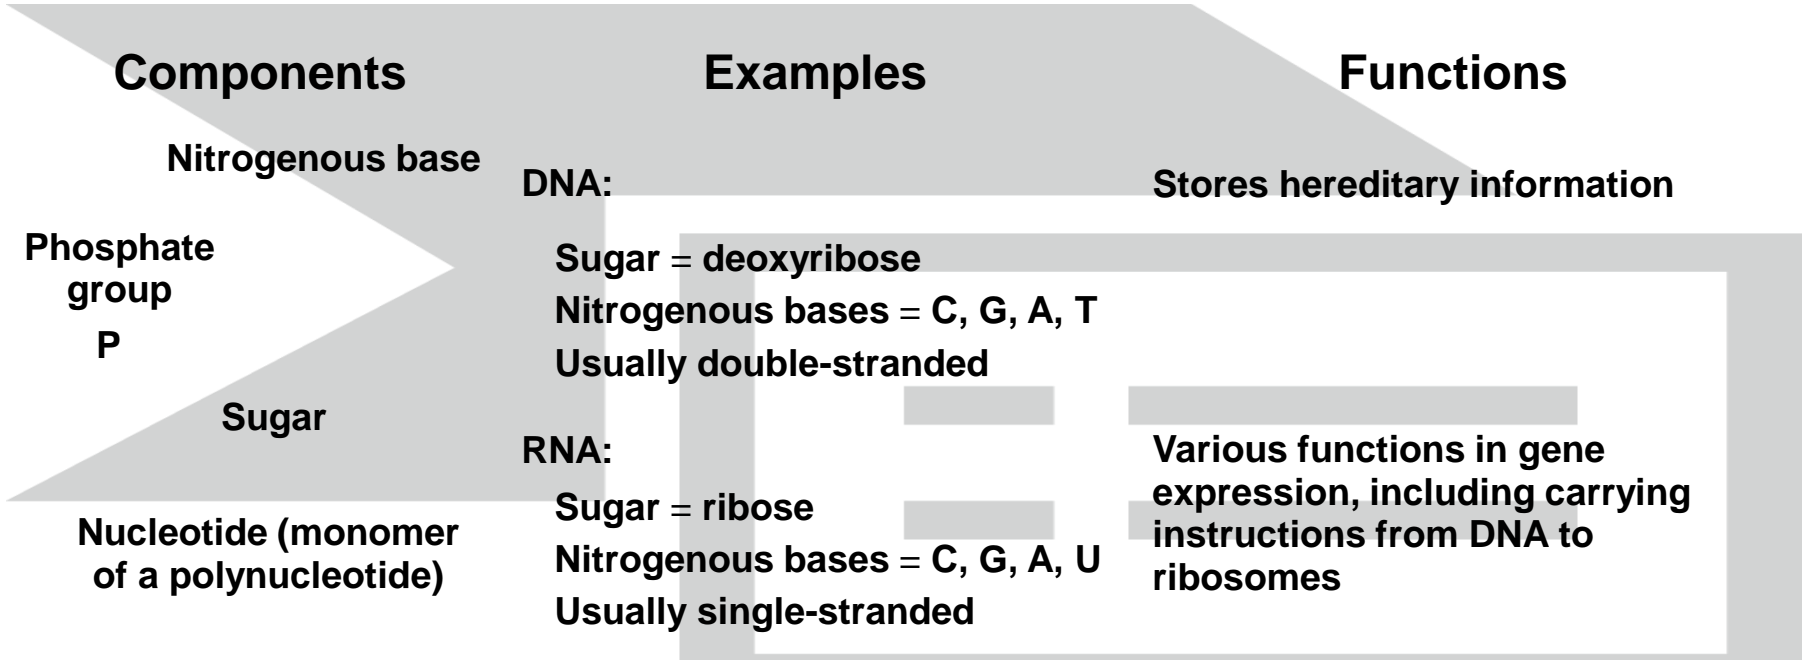 Components
Examples
Functions
Nitrogenous base
Phosphate
group
P
Sugar
Nucleotide (monomer
of a polynucleotide)
DNA:
Sugar = deoxyribose
Nitrogenous bases = C, G, A, T
Usually double-stranded
Stores hereditary information
RNA:
Sugar = ribose
Nitrogenous bases = C, G, A, U
Usually single-stranded
Various functions in gene
expression, including carrying
instructions from DNA to
ribosomes